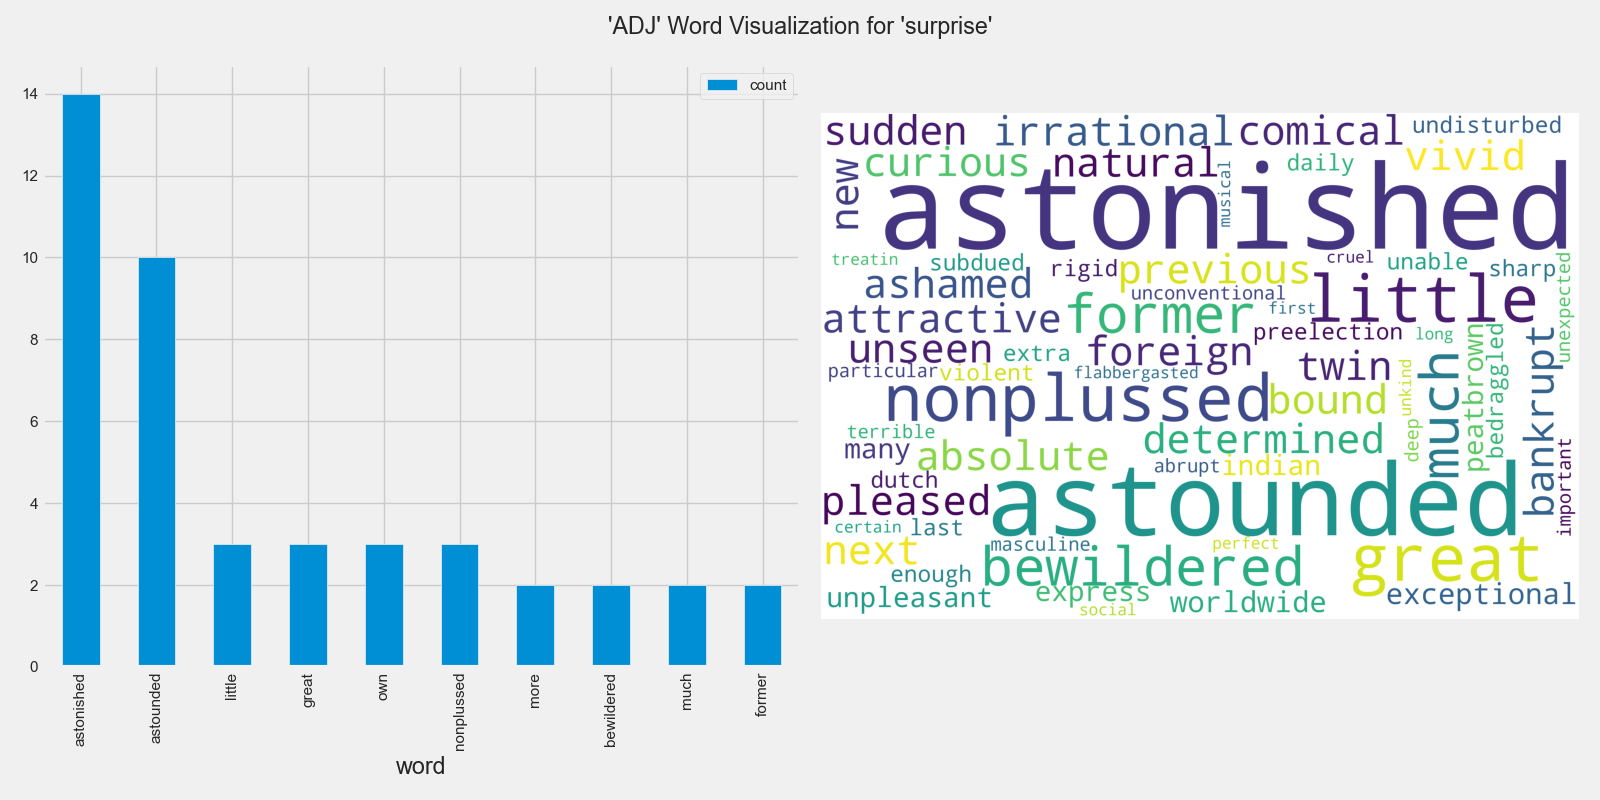 'ADJ' Word Visualization for 'surprise'
count
14
12
10
8
6
4
2
0
astonished
astounded
little
great
own
nonplussed
more
bewildered
much
former
word
sudden
irrational
comical
undisturbed
curious
natural
daily
vivid
new
musical
astonished
treatin
subdued
rigid
previous
cruel
unable
sharp
unexpected
ashamed
unconventional
little
attractive
former
first
preelection
long
unseen
extra
foreign
twin
particular
violent
flabbergasted
nonplussed
bound
unkind
much
peatbrown
bedraggled
bankrupt
terrible
determined
deep
many
absolute
abrupt
indian
important
dutch
pleased
astounded
certain
last
next
masculine
perfect
great
enough
bewildered
unpleasant
express
social
worldwide
exceptional